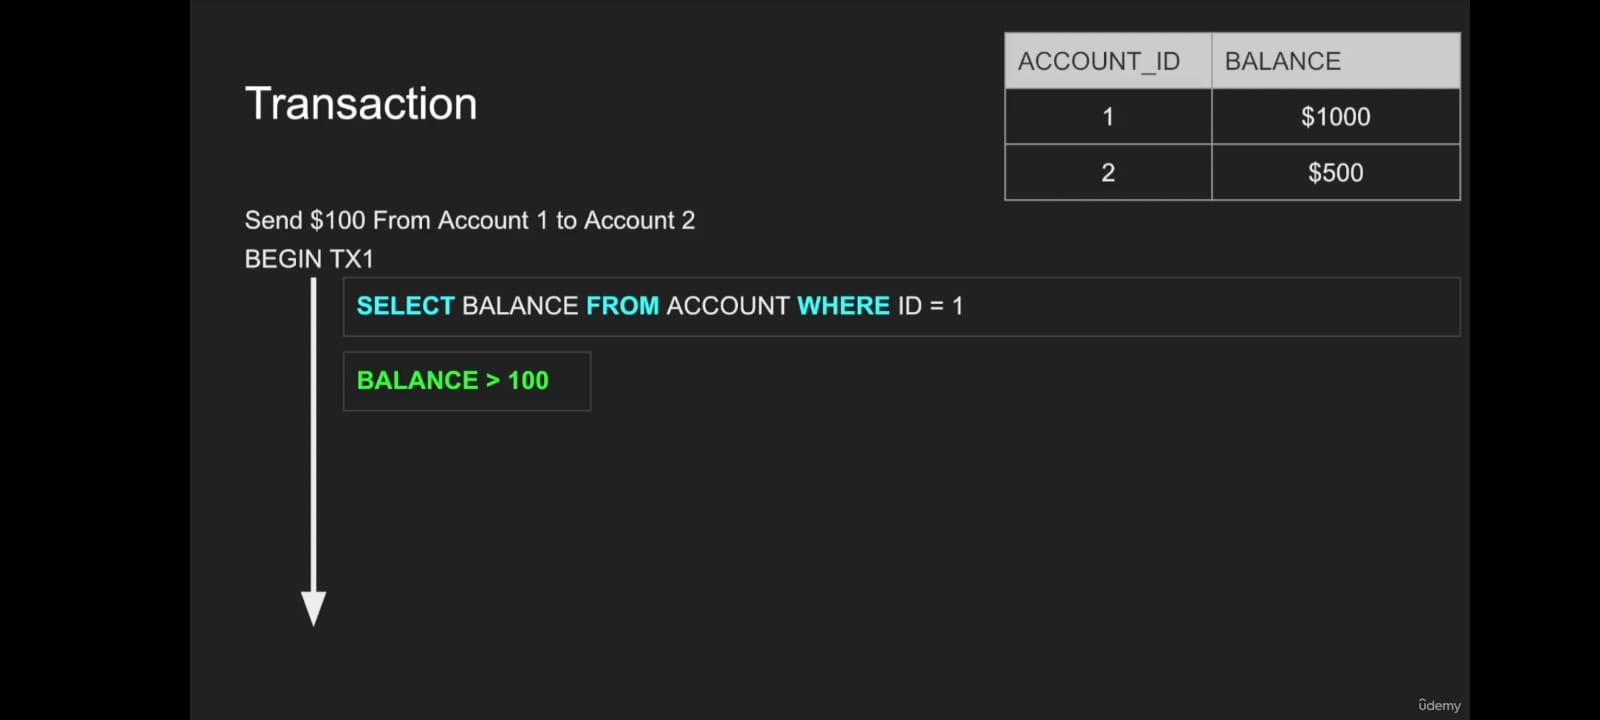 Transaction
ACCOUNT_ID BALANCE
1 $1000
2 $500
Send $100 From Account 1 to Account 2
BEGIN TX1
SELECT BALANCE FROM ACCOUNT WHERE ID = 1
BALANCE > 100
ûdemy